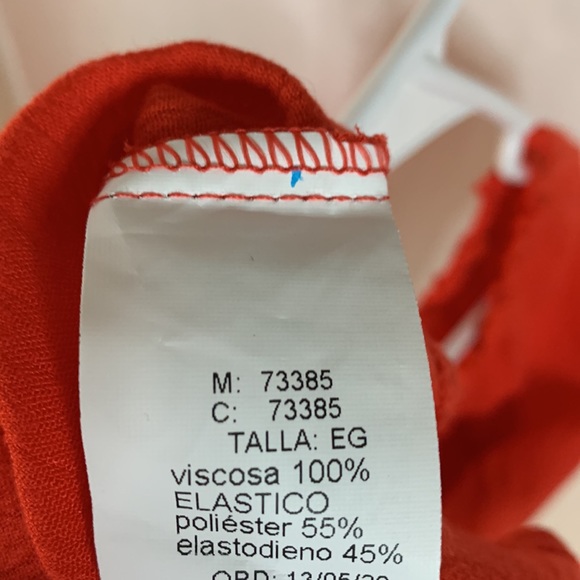 M: 73385
C: 73385
TALLA: EG
viscosa 100%
ELASTICO
poliéster 55%
elastodieno 45%